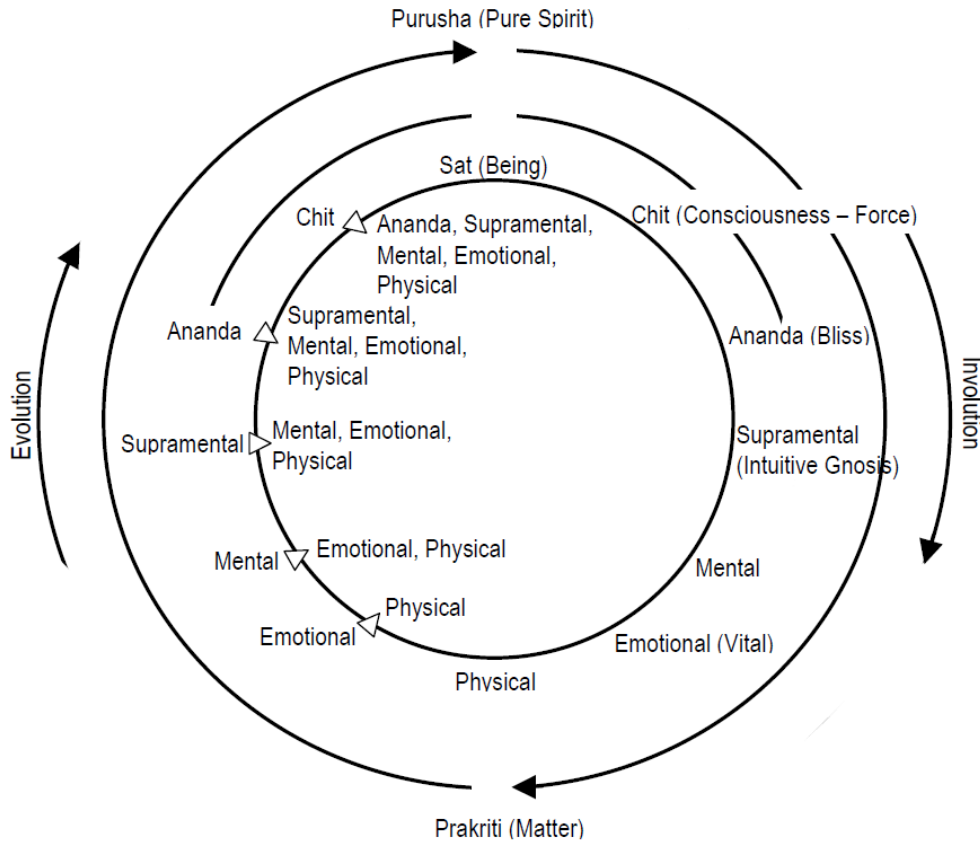 Purusha (Pure Spirit)
Sat (Being)
Chit
Chit (Consciousness – Force)
Ananda, Supramental,
Mental, Emotional,
Physical
Ananda
Supramental,
Mental, Emotional,
Physical
Ananda (Bliss)
Evolution
Involution
Supramental
Mental, Emotional,
Physical
Supramental
(Intuitive Gnosis)
Mental
Emotional, Physical
Mental
Emotional
Physical
Emotional (Vital)
Physical
Prakriti (Matter)